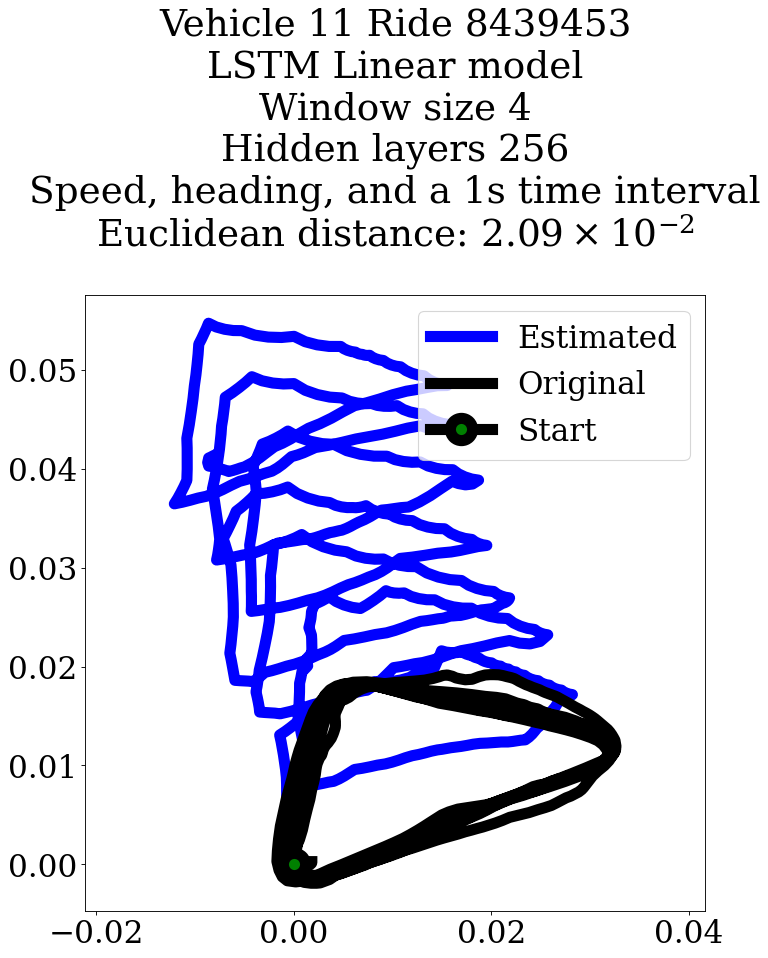 Vehicle 11 Ride 8439453
LSTM Linear model
Window size 4
Hidden layers 256
Speed, heading, and a 1s time interval
Euclidean distance: 2.09 × 10⁻²
Estimated
Original
Start
0.05
0.04
0.03
0.02
0.01
0.00
−0.02 0.00 0.02 0.04